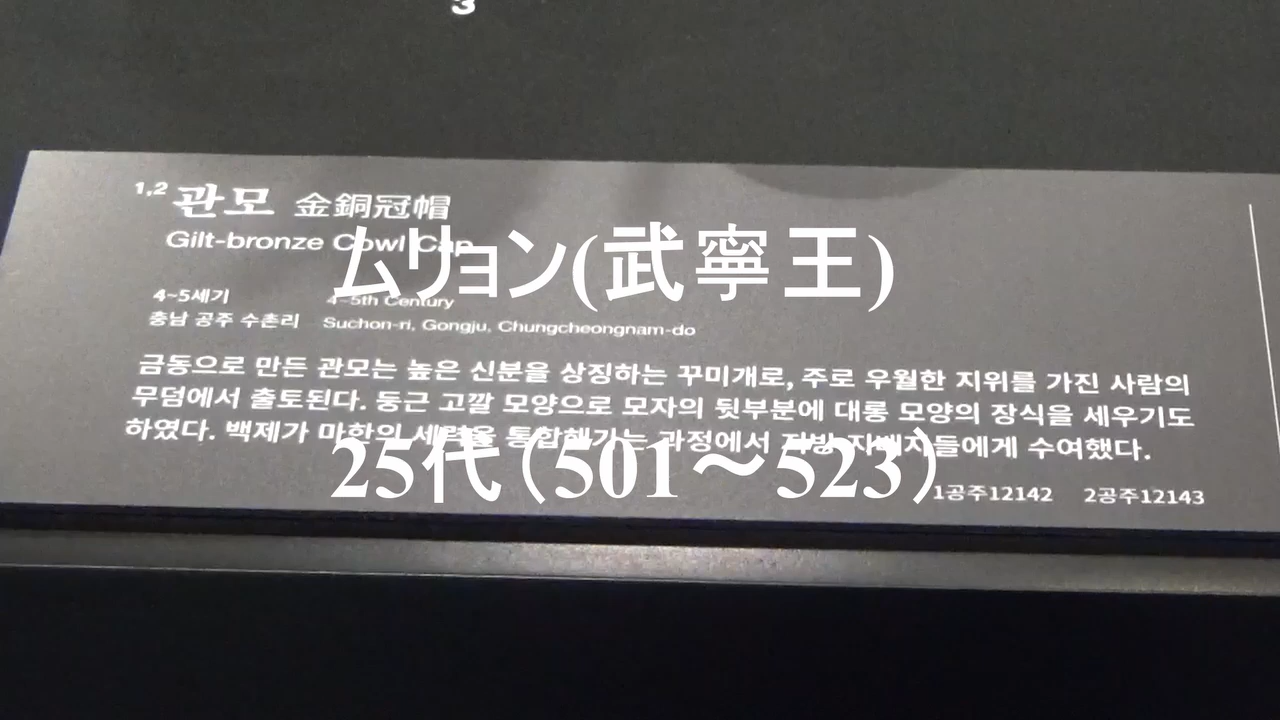 3
1,2 관모 金銅冠帽
Gilt-bronze Cowl Cap
ムリョン(武寧王)
4~5세기 4~5th Century
충남 공주 수촌리 Suchon-ri, Gongju, Chungcheongnam-do
금동으로 만든 관모는 높은 신분을 상징하는 꾸미개로, 주로 우월한 지위를 가진 사람의
무덤에서 출토된다. 둥근 고깔 모양으로 모자의 뒷부분에 대롱 모양의 장식을 세우기도
하였다. 백제가 마한의 세력을 통합해가는 과정에서 지방 지배자들에게 수여했다.
25代（501～523）
1공주12142 2공주12143